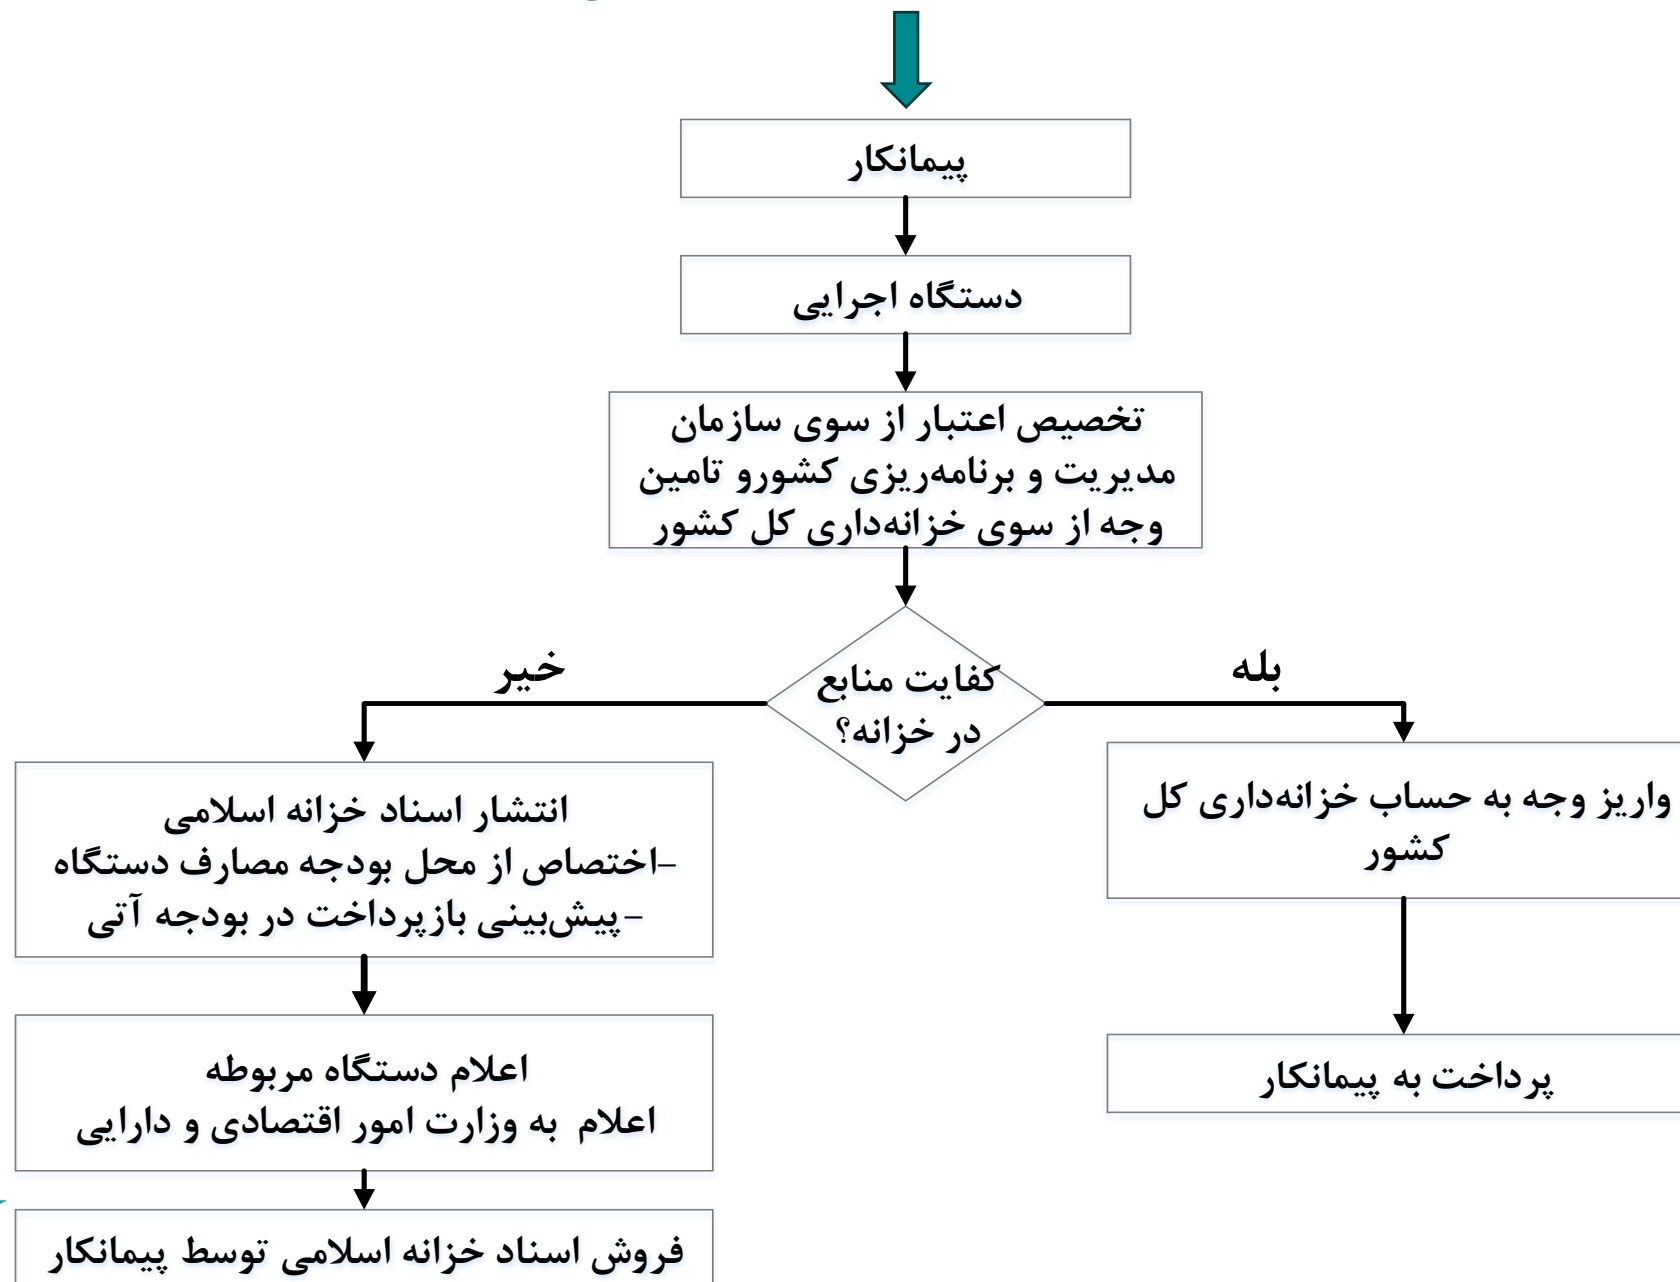 پیمانکار
دستگاه اجرایی
تخصیص اعتبار از سوی سازمان
مدیریت و برنامه‌ریزی کشورو تامین
وجه از سوی خزانه‌داری کل کشور
کفایت منابع
در خزانه؟
بله
خیر
واریز وجه به حساب خزانه‌داری کل
کشور
پرداخت به پیمانکار
انتشار اسناد خزانه اسلامی
-اختصاص از محل بودجه مصارف دستگاه
-پیش‌بینی بازپرداخت در بودجه آتی
اعلام دستگاه مربوطه
اعلام به وزارت امور اقتصادی و دارایی
فروش اسناد خزانه اسلامی توسط پیمانکار